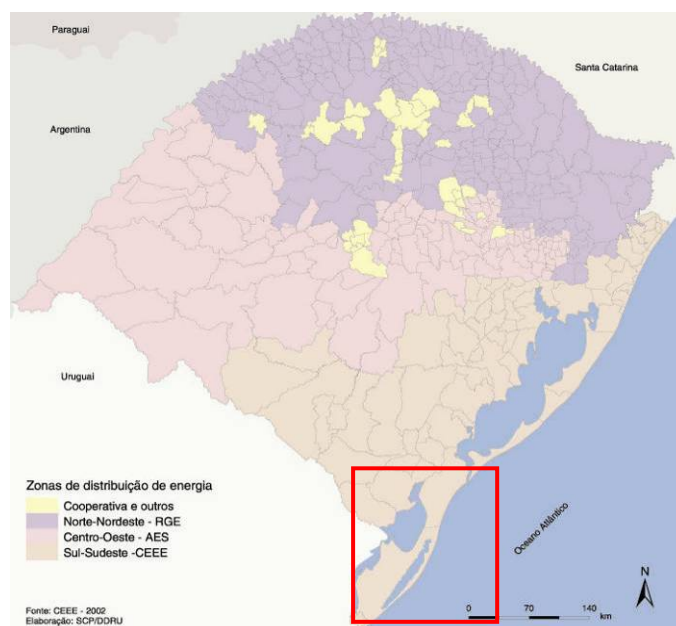 Paraguai
Santa Catarina
Argentina
Uruguai
Oceano Atlântico
Zonas de distribuição de energia
Cooperativa e outros
Norte-Nordeste - RGE
Centro-Oeste - AES
Sul-Sudeste -CEEE
N
0 70 140
km
Fonte: CEEE - 2002
Elaboração: SCP/DDRU